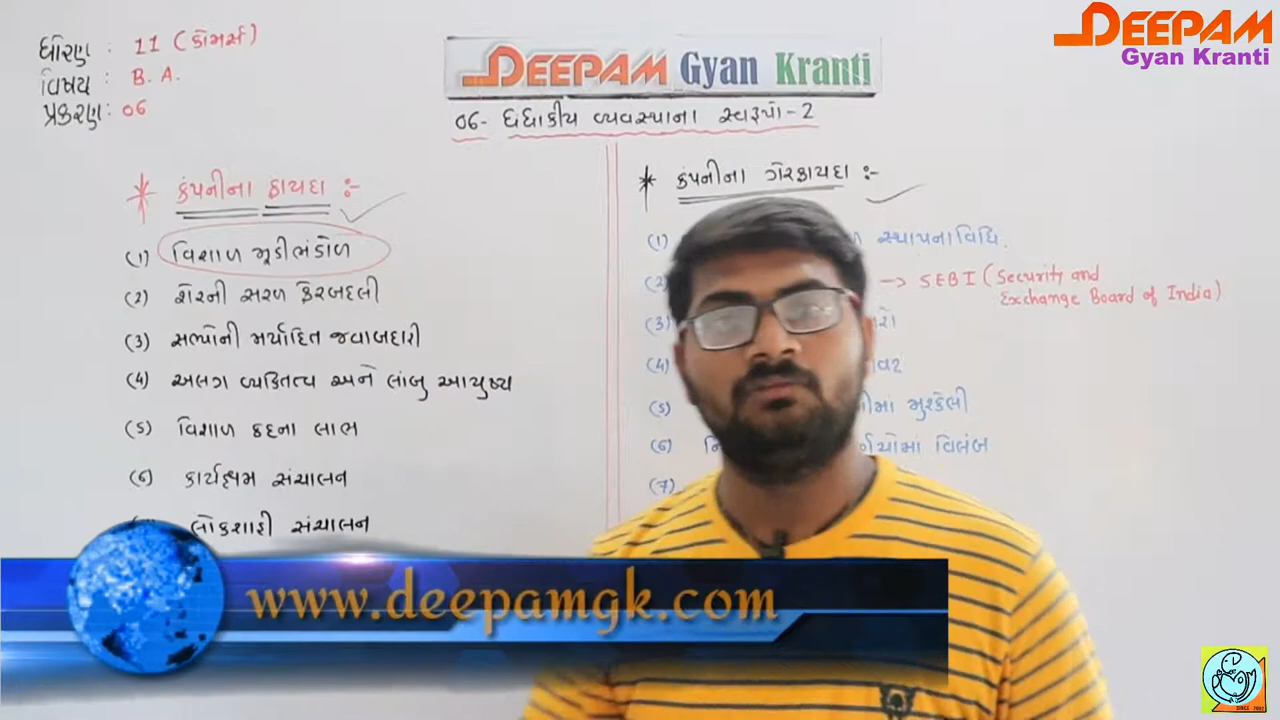 DEEPAM
Gyan Kranti
ધોરણ : 11 (કોમર્સ)
વિષય : B. A.
પ્રકરણ : 06
DEEPAM Gyan Kranti
06- ધંધાકીય વ્યવસ્થાના સ્વરૂપો-2
* કંપનીના ફાયદા :-
(1) વિશાળ મૂડીભંડોળ
(2) શેરની સરળ ફેરબદલી
(3) સભ્યોની મર્યાદિત જવાબદારી
(4) અલગ વ્યક્તિત્વ અને લાંબુ આયુષ્ય
(5) વિશાળ કદના લાભ
(6) કાર્યક્ષમ સંચાલન
લોકશાહી સંચાલન
* કંપનીના ગેરફાયદા :-
(1) સ્થાપનાવિધિ.
(2) → SEBI (Security and
Exchange Board of India)
(3)
(4)
(5) મુશ્કેલી
(6) વિલંબ
(7)
www.deepamgk.com
SINCE 2002